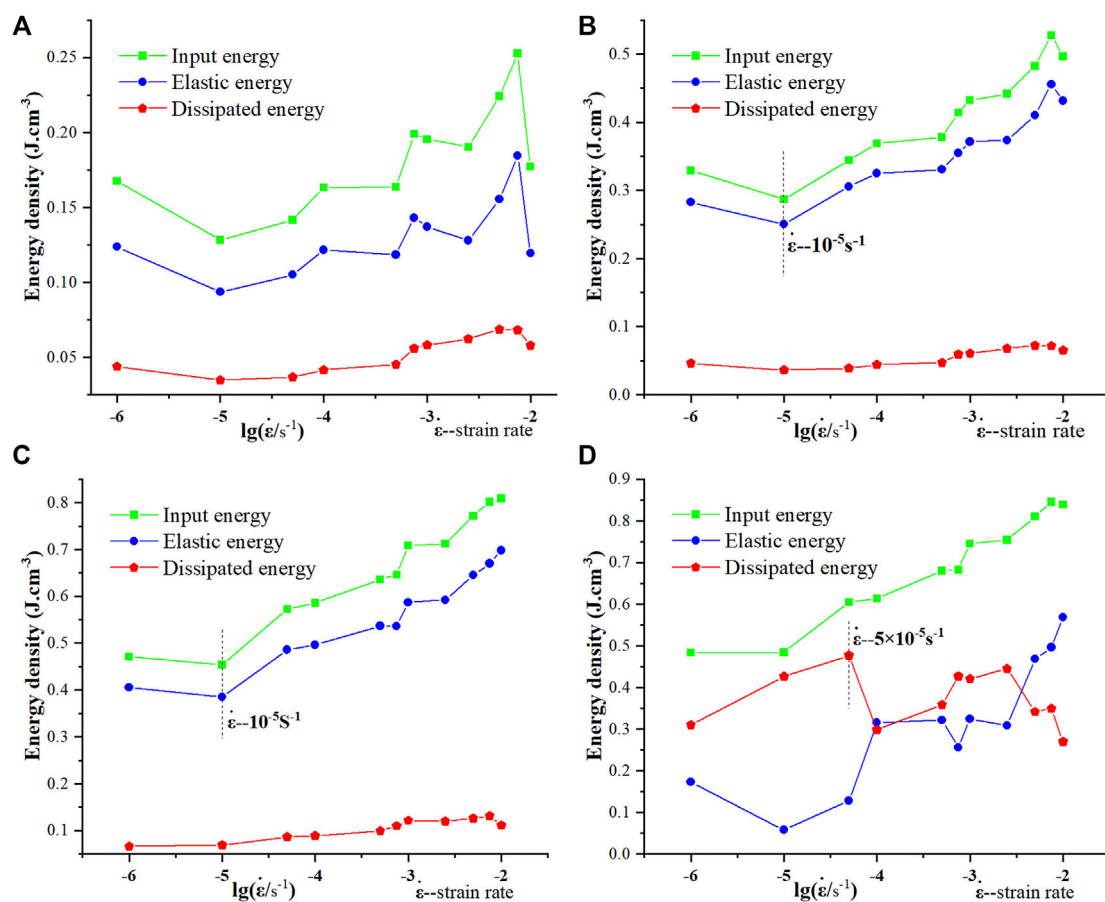 A
Input energy
Elastic energy
Dissipated energy
Energy density (J.cm⁻³)
0.25
0.20
0.15
0.10
0.05
-6
-5
-4
-3
-2
lg(ε̇/s⁻¹)
ε̇--strain rate
B
Input energy
Elastic energy
Dissipated energy
Energy density (J.cm⁻³)
0.5
0.4
0.3
0.2
0.1
0.0
ε̇--10⁻⁵s⁻¹
-6
-5
-4
-3
-2
lg(ε̇/s⁻¹)
ε̇--strain rate
C
Input energy
Elastic energy
Dissipated energy
Energy density (J.cm⁻³)
0.8
0.7
0.6
0.5
0.4
0.3
0.2
0.1
ε̇--10⁻⁵S⁻¹
-6
-5
-4
-3
-2
lg(ε̇/s⁻¹)
ε̇--strain rate
D
Input energy
Elastic energy
Dissipated energy
Energy density (J.cm⁻³)
0.9
0.8
0.7
0.6
0.5
0.4
0.3
0.2
0.1
0.0
ε̇--5×10⁻⁵s⁻¹
-6
-5
-4
-3
-2
lg(ε̇/s⁻¹)
ε̇--strain rate